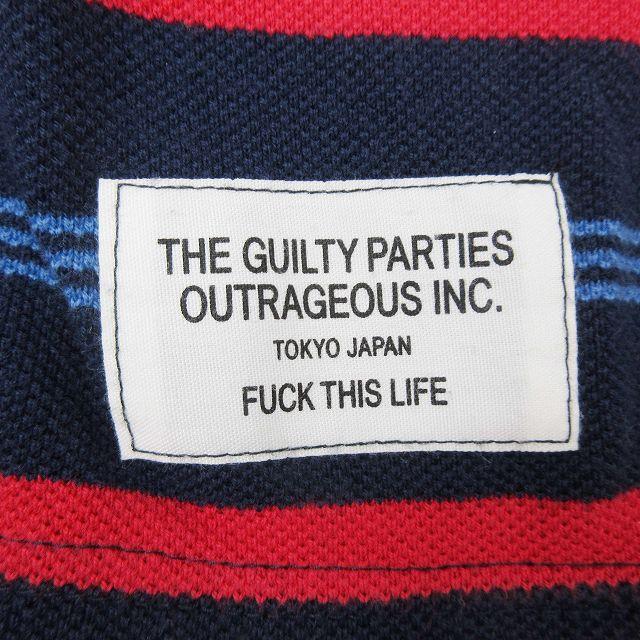 THE GUILTY PARTIES
OUTRAGEOUS INC.
TOKYO JAPAN
FUCK THIS LIFE